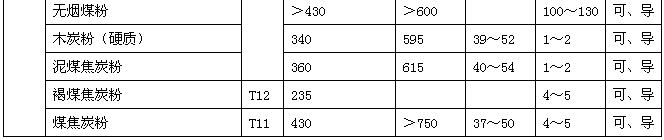 无烟煤粉 >430 >600 100～130 可、导
木炭粉（硬质） 340 595 39～52 1～2 可、导
泥煤焦炭粉 360 615 40～54 1～2 可、导
褐煤焦炭粉 T12 235 4～5 可、导
煤焦炭粉 T11 430 >750 37～50 4～5 可、导